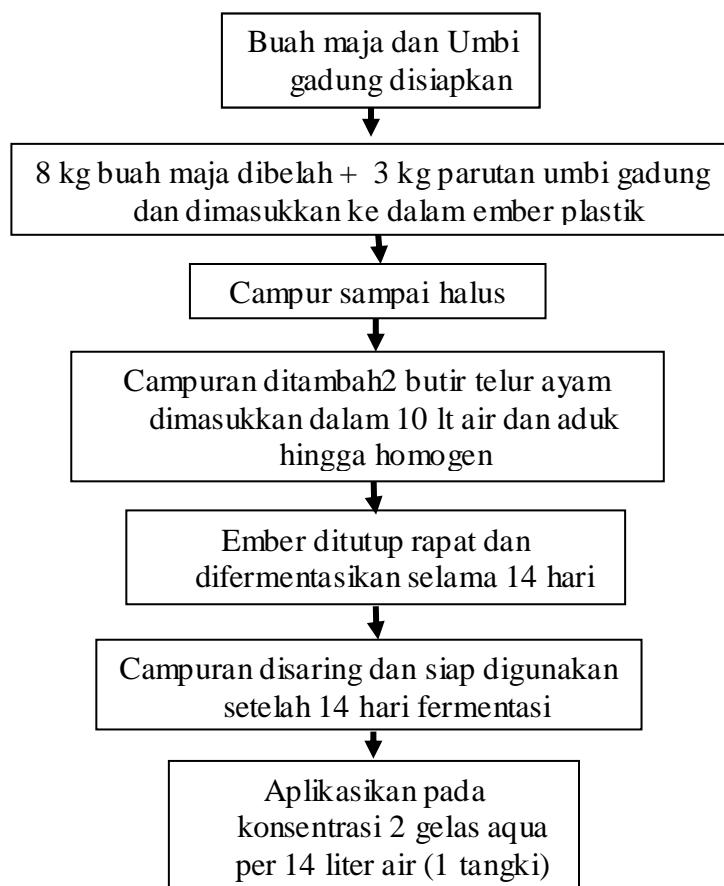 Buah maja dan Umbi
gadung disiapkan
8 kg buah maja dibelah + 3 kg parutan umbi gadung
dan dimasukkan ke dalam ember plastik
Campur sampai halus
Campuran ditambah2 butir telur ayam
dimasukkan dalam 10 lt air dan aduk
hingga homogen
Ember ditutup rapat dan
difermentasikan selama 14 hari
Campuran disaring dan siap digunakan
setelah 14 hari fermentasi
Aplikasikan pada
konsentrasi 2 gelas aqua
per 14 liter air (1 tangki)